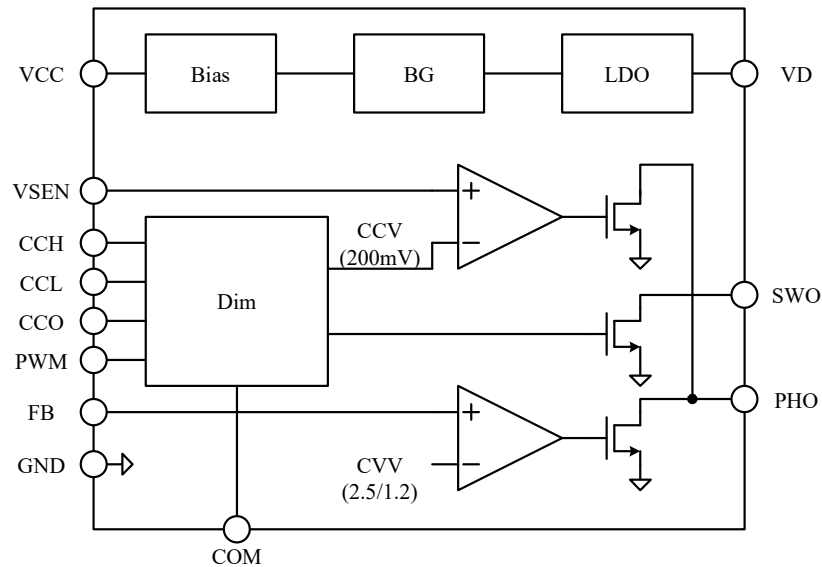 VCC
Bias
BG
LDO
VD
VSEN
+
CCH
CCV
(200mV)
−
CCL
Dim
SWO
CCO
PWM
FB
+
PHO
GND
CVV
(2.5/1.2)
−
COM